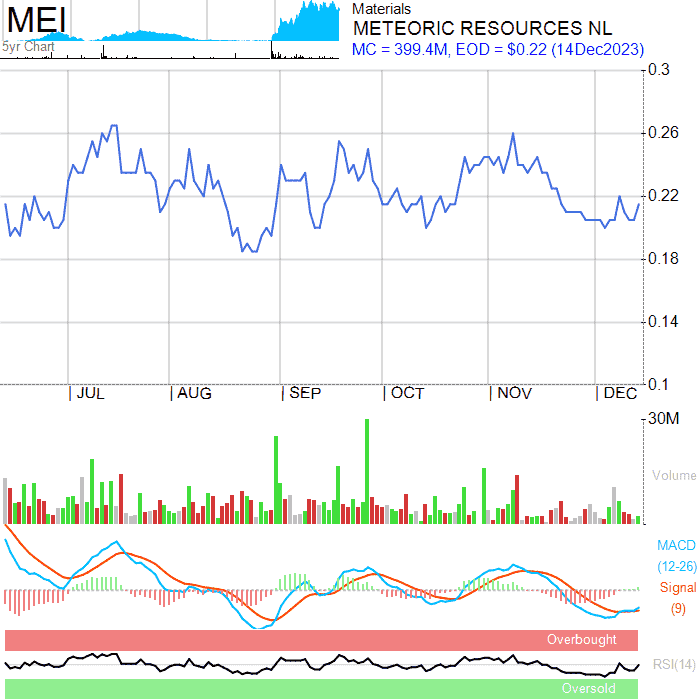 MEI
5yr Chart
Materials
METEORIC RESOURCES NL
MC = 399.4M, EOD = $0.22 (14Dec2023)
0.3
0.26
0.22
0.18
0.14
0.1
| JUL | AUG | SEP | OCT | NOV | DEC
30M
Volume
MACD
(12-26)
Signal
(9)
Overbought
RSI(14)
Oversold